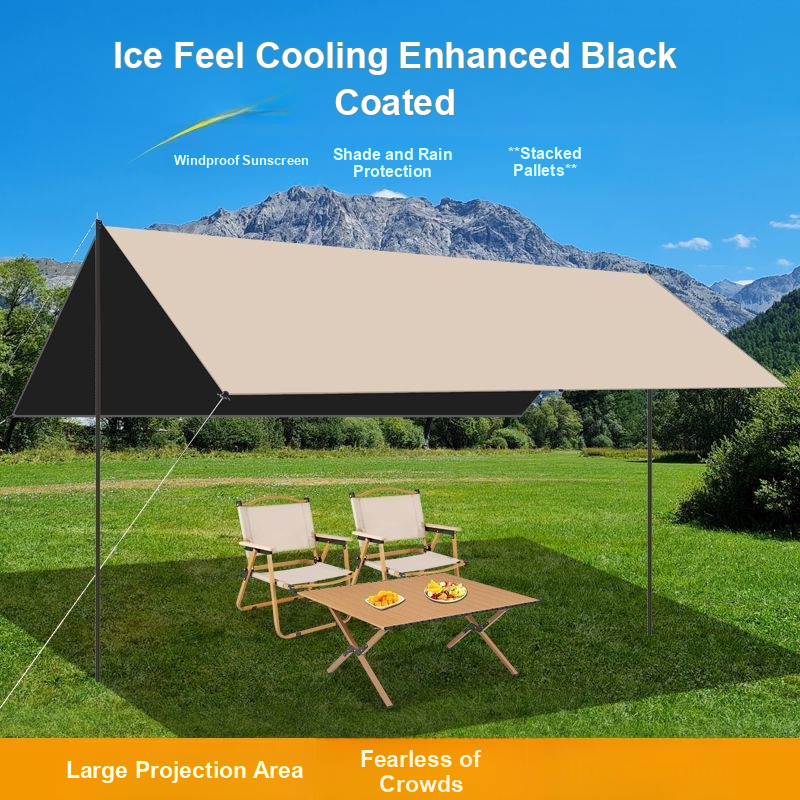 Ice Feel Cooling Enhanced Black
Coated
Windproof Sunscreen
Shade and Rain
Protection
**Stacked
Pallets**
Large Projection Area
Fearless of
Crowds